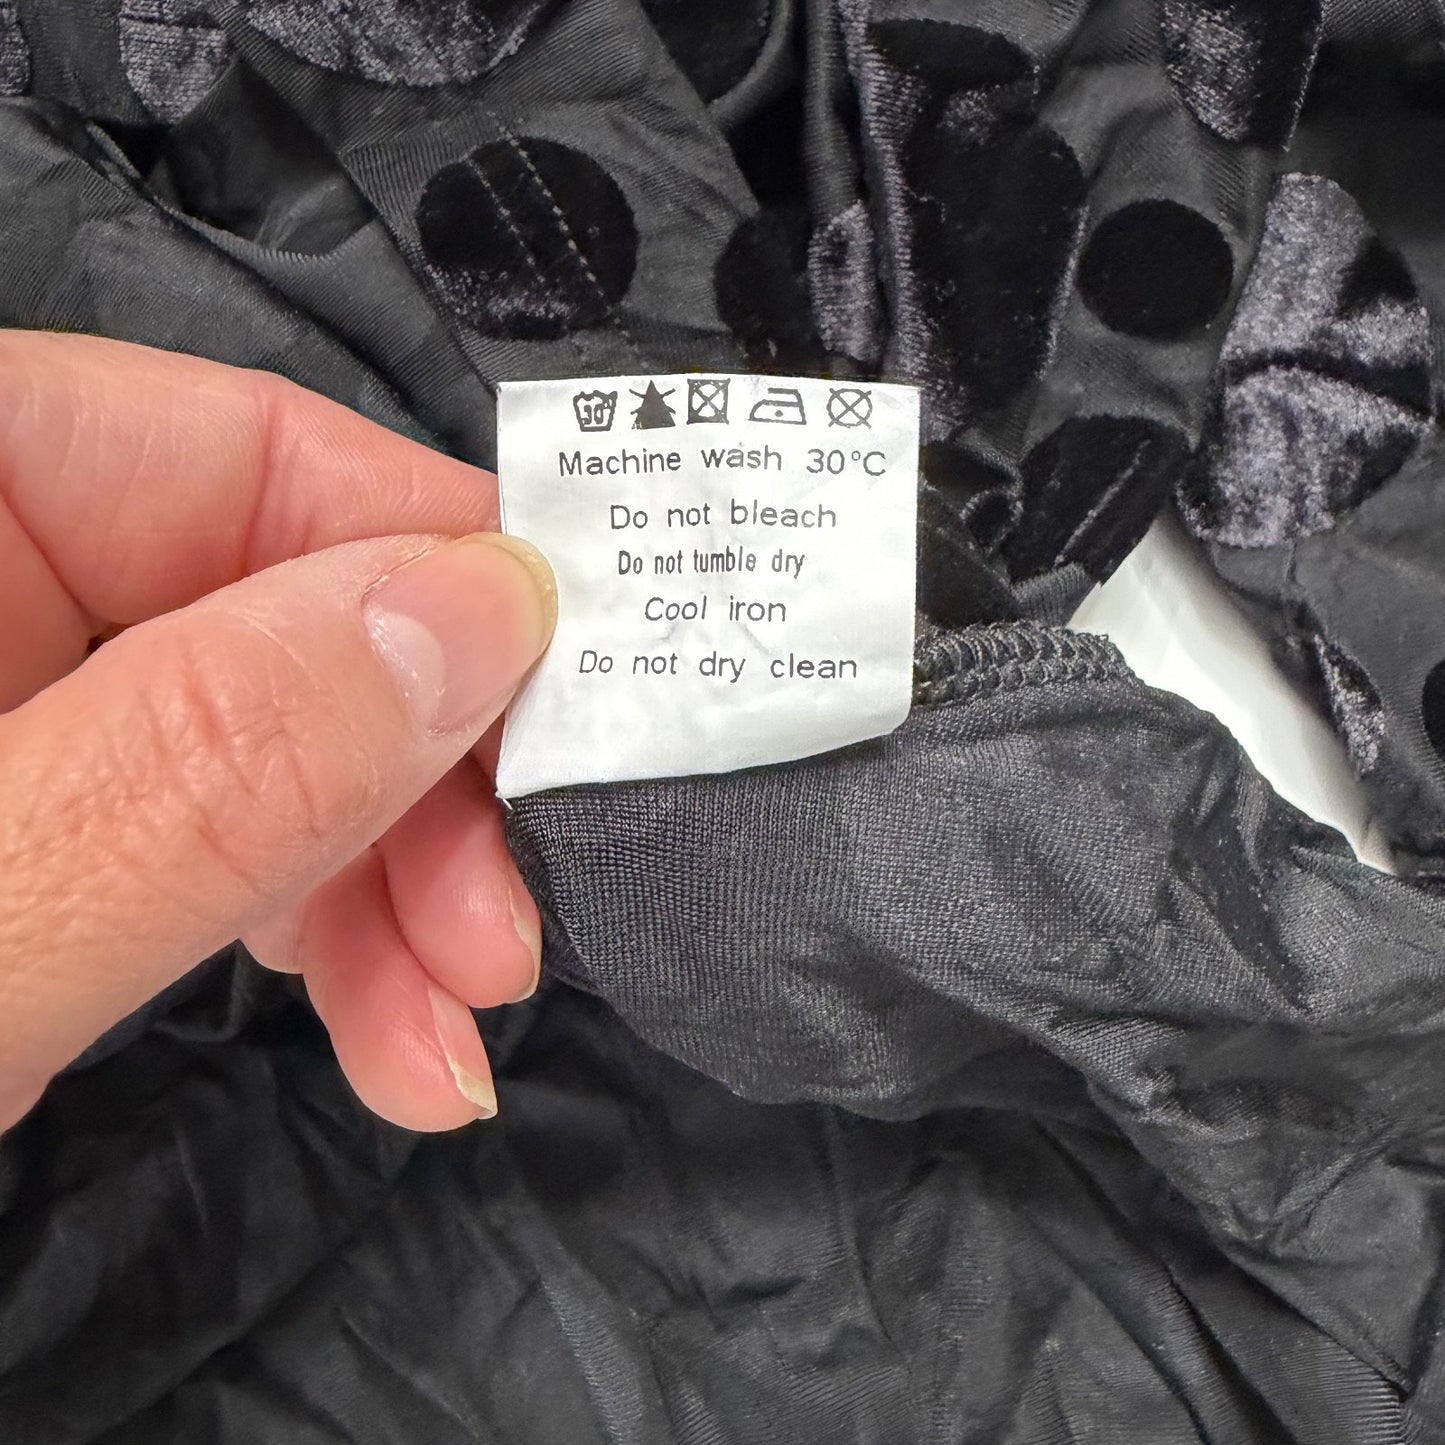 30
Machine wash 30°C
Do not bleach
Do not tumble dry
Cool iron
Do not dry clean